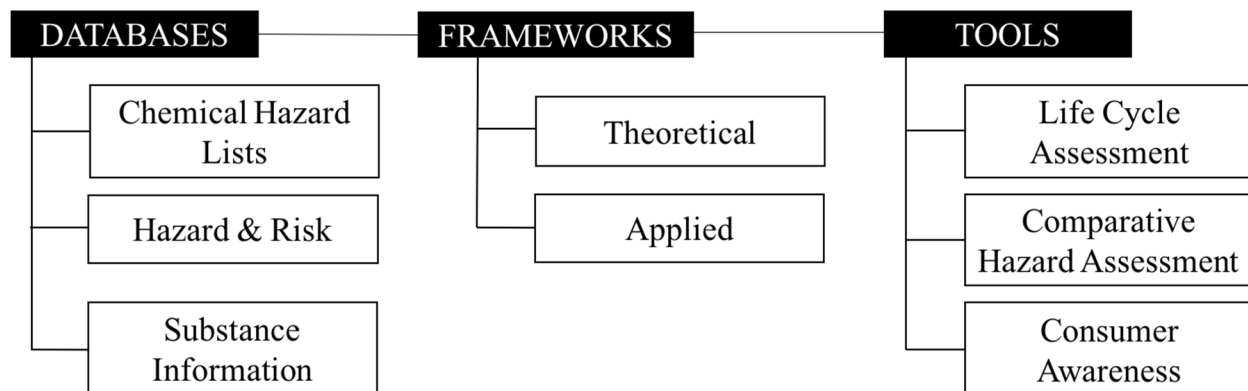 DATABASES
Chemical Hazard
Lists
Hazard & Risk
Substance
Information
FRAMEWORKS
Theoretical
Applied
TOOLS
Life Cycle
Assessment
Comparative
Hazard Assessment
Consumer
Awareness